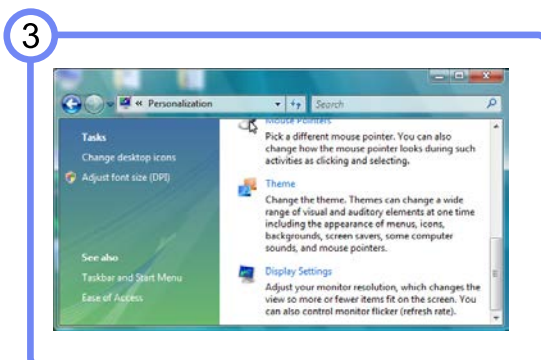 3
« Personalization
Search
Tasks
Change desktop icons
Adjust font size (DPI)
See also
Taskbar and Start Menu
Ease of Access
Mouse Pointers
Pick a different mouse pointer. You can also
change how the mouse pointer looks during such
activities as clicking and selecting.
Theme
Change the theme. Themes can change a wide
range of visual and auditory elements at one time
including the appearance of menus, icons,
backgrounds, screen savers, some computer
sounds, and mouse pointers.
Display Settings
Adjust your monitor resolution, which changes the
view so more or fewer items fit on the screen. You
can also control monitor flicker (refresh rate).